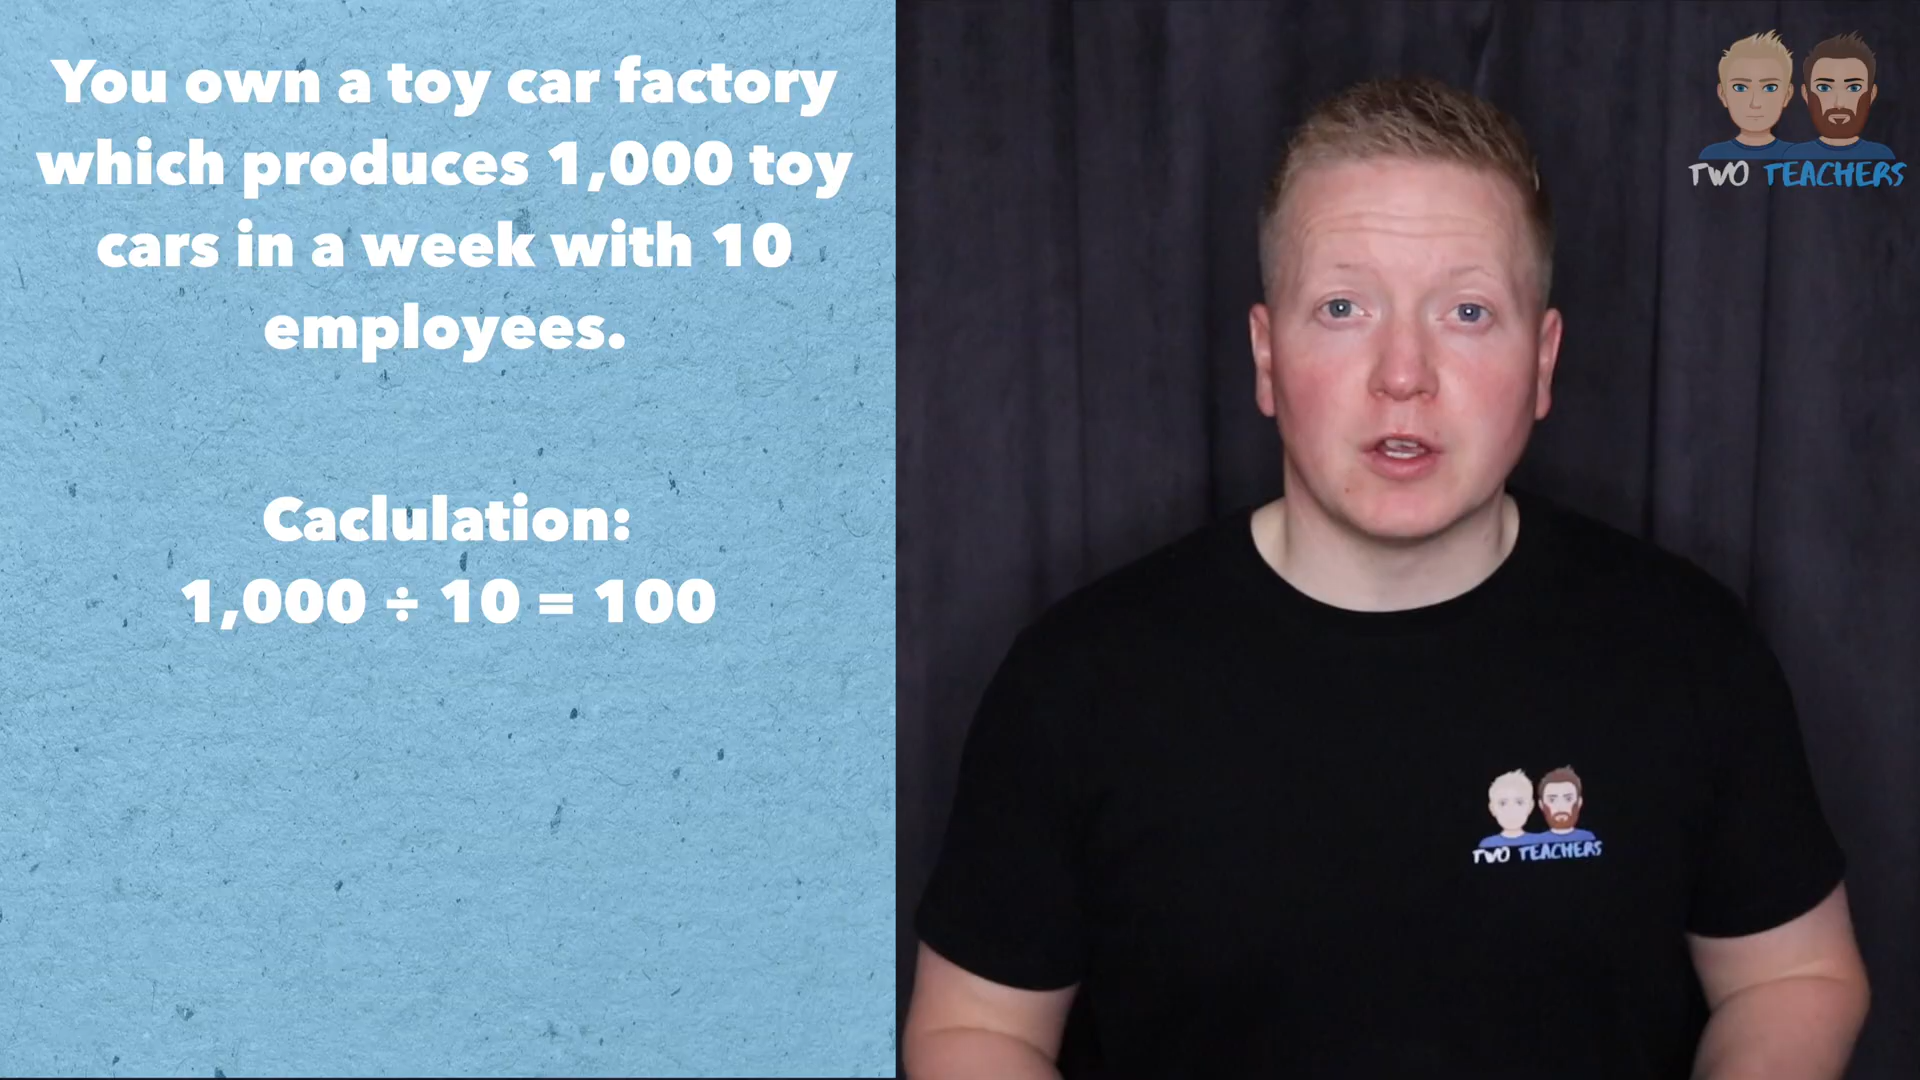 You own a toy car factory
which produces 1,000 toy
cars in a week with 10
employees.
Caclulation:
1,000 ÷ 10 = 100
TWO TEACHERS
TWO TEACHERS